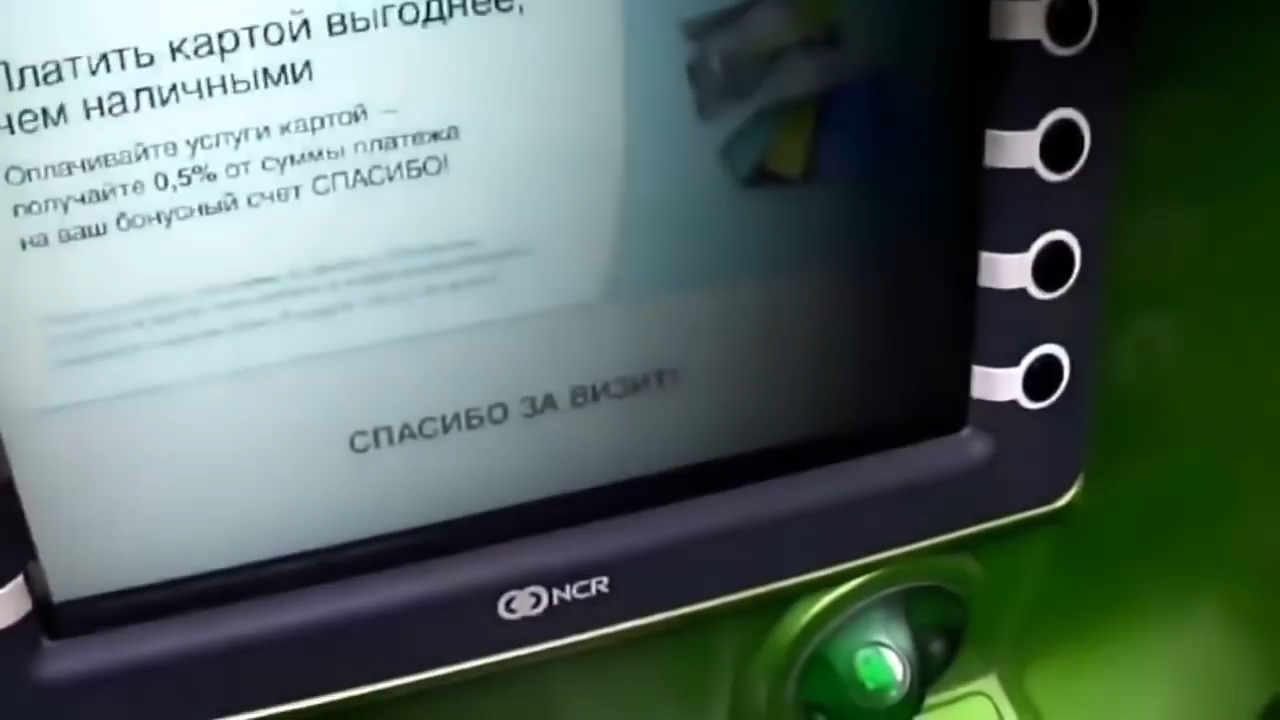 Платить картой выгоднее,
чем наличными
Оплачивайте услуги картой –
получайте 0,5% от суммы платежа
на ваш бонусный счет СПАСИБО!
СПАСИБО ЗА ВИЗИТ!
NCR